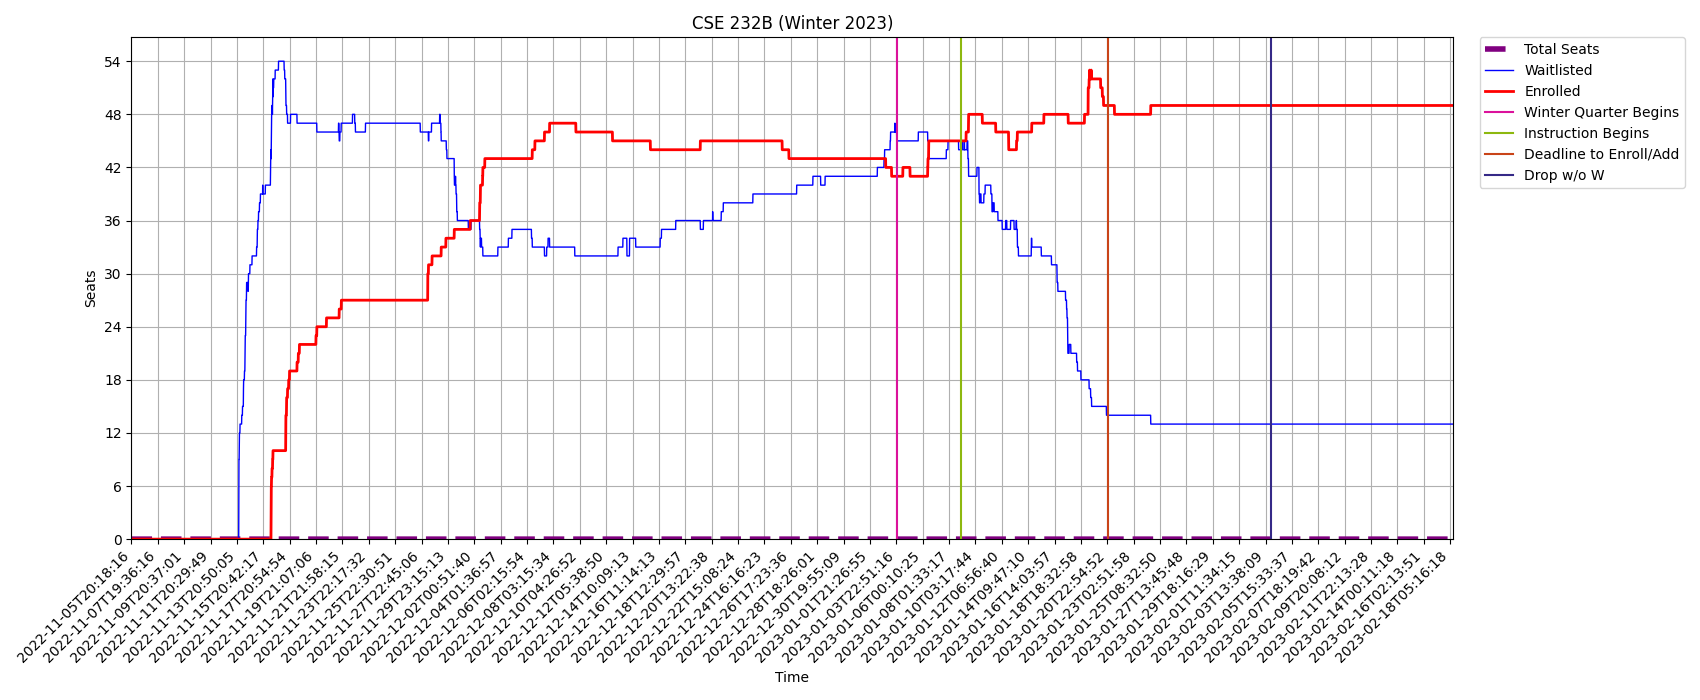 CSE 232B (Winter 2023)
Total Seats
Waitlisted
Enrolled
Winter Quarter Begins
Instruction Begins
Deadline to Enroll/Add
Drop w/o W
Seats
54
48
42
36
30
24
18
12
6
0
2022-11-05T20:18:16
2022-11-07T19:36:16
2022-11-09T20:37:01
2022-11-11T20:29:49
2022-11-13T20:50:05
2022-11-15T20:42:17
2022-11-17T20:54:54
2022-11-19T21:07:06
2022-11-21T21:58:15
2022-11-23T22:17:32
2022-11-25T22:30:51
2022-11-27T22:45:06
2022-11-29T23:15:13
2022-12-02T00:51:40
2022-12-04T01:36:57
2022-12-06T02:15:54
2022-12-08T03:15:34
2022-12-10T04:26:52
2022-12-12T05:38:50
2022-12-14T10:09:13
2022-12-16T11:14:13
2022-12-18T12:29:57
2022-12-20T13:22:38
2022-12-22T15:08:24
2022-12-24T16:16:23
2022-12-26T17:23:36
2022-12-28T18:26:01
2022-12-30T19:55:09
2023-01-01T21:26:55
2023-01-03T22:51:16
2023-01-06T00:10:25
2023-01-08T01:33:17
2023-01-10T03:17:44
2023-01-12T06:56:40
2023-01-14T09:47:10
2023-01-16T14:03:57
2023-01-18T18:32:58
2023-01-20T22:54:52
2023-01-23T03:51:58
2023-01-25T08:32:50
2023-01-27T13:45:48
2023-01-29T18:16:29
2023-02-01T11:34:15
2023-02-03T13:38:09
2023-02-05T15:33:37
2023-02-07T18:19:42
2023-02-09T20:08:12
2023-02-11T22:13:28
2023-02-14T00:11:18
2023-02-16T02:13:51
2023-02-18T05:16:18
Time